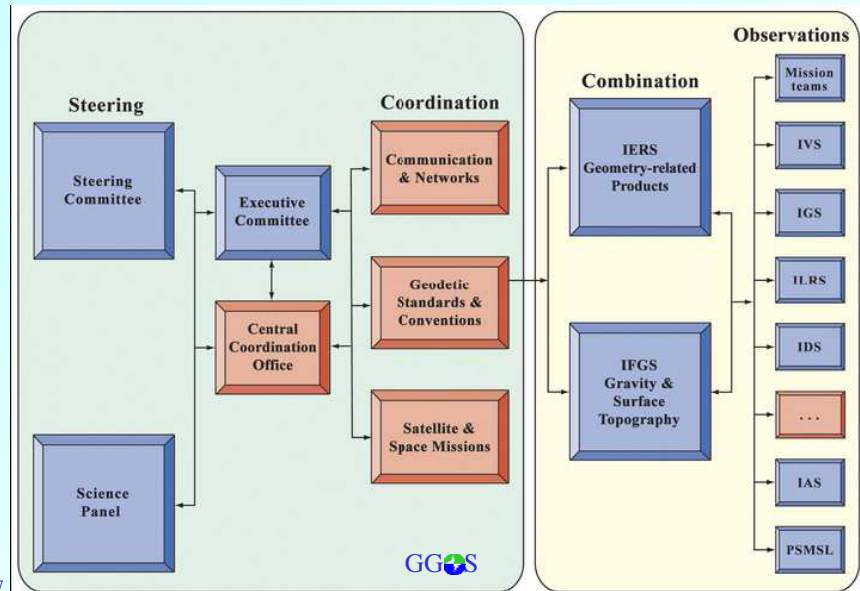 Steering
Steering
Committee
Science
Panel
Executive
Committee
Central
Coordination
Office
Coordination
Communication
& Networks
Geodetic
Standards &
Conventions
Satellite &
Space Missions
GGOS
Combination
IERS
Geometry-related
Products
IFGS
Gravity &
Surface
Topography
Observations
Mission
teams
IVS
IGS
ILRS
IDS
. . .
IAS
PSMSL
7